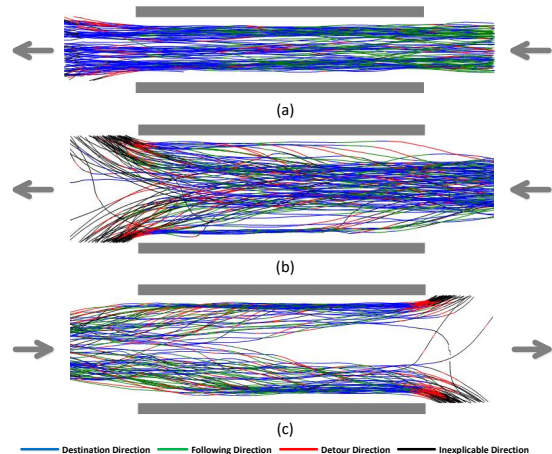 (a)
(b)
(c)
Destination Direction Following Direction Detour Direction Inexplicable Direction